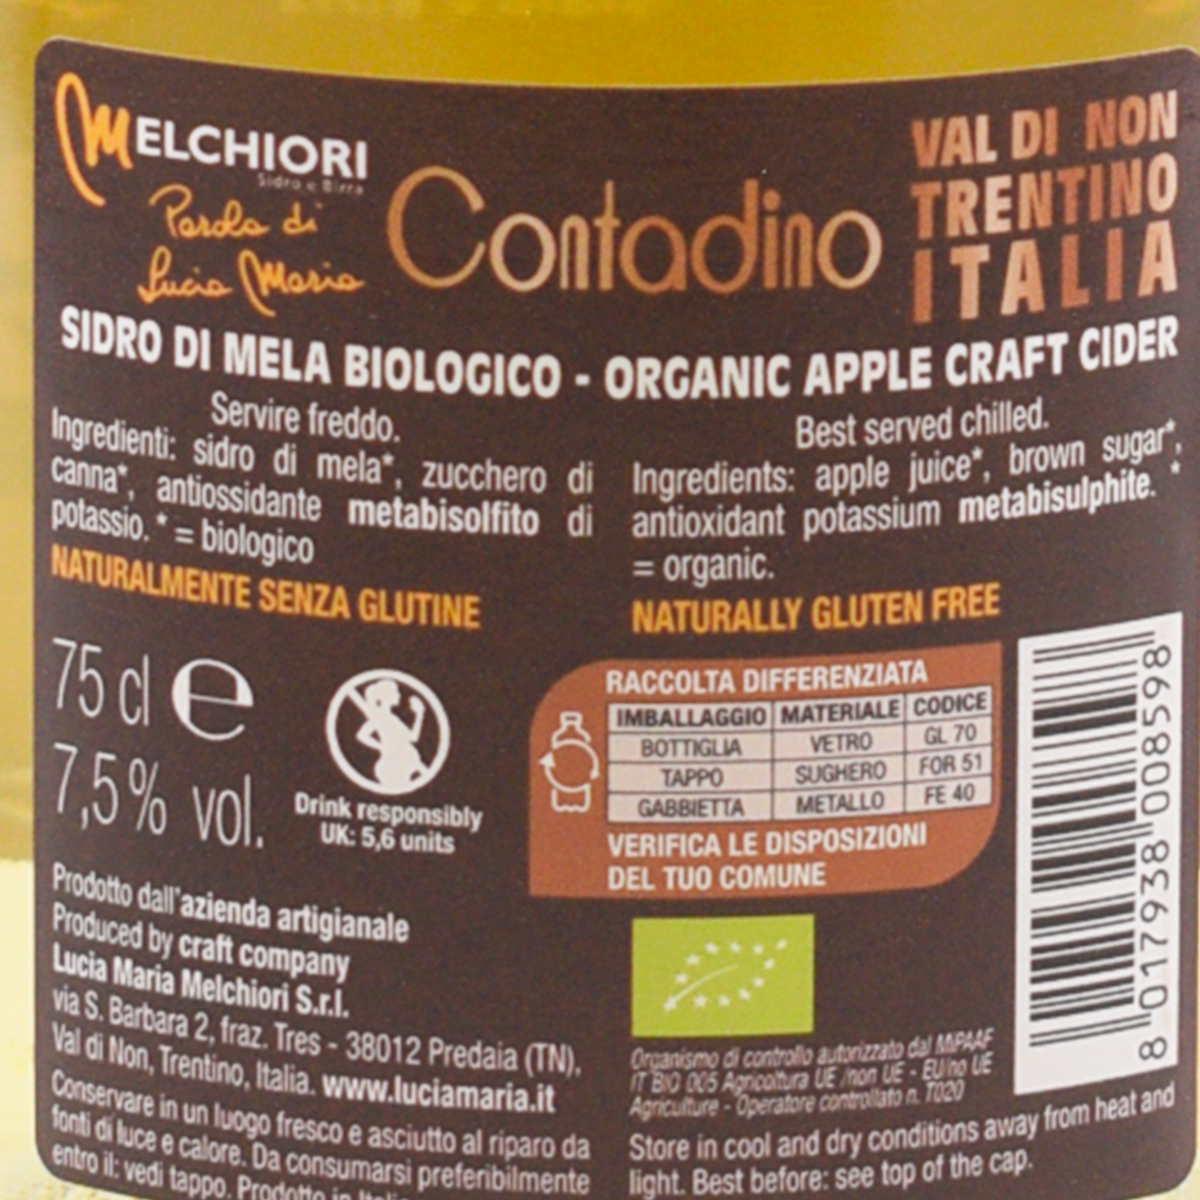 MELCHIORI
Sidro e Birra
Parola di
Lucia Maria
Contadino
VAL DI NON
TRENTINO
ITALIA
SIDRO DI MELA BIOLOGICO - ORGANIC APPLE CRAFT CIDER
Servire freddo.
Ingredienti: sidro di mela*, zucchero di
canna*, antiossidante metabisolfito di
potassio. * = biologico
NATURALMENTE SENZA GLUTINE
Best served chilled.
Ingredients: apple juice*, brown sugar*,
antioxidant potassium metabisulphite. *
= organic.
NATURALLY GLUTEN FREE
75 cl e
7,5% vol.
Drink responsibly
UK: 5,6 units
RACCOLTA DIFFERENZIATA
IMBALLAGGIO MATERIALE CODICE
BOTTIGLIA VETRO GL 70
TAPPO SUGHERO FOR 51
GABBIETTA METALLO FE 40
VERIFICA LE DISPOSIZIONI
DEL TUO COMUNE
8 017938 008598
Prodotto dall'azienda artigianale
Produced by craft company
Lucia Maria Melchiori S.r.l.
via S. Barbara 2, fraz. Tres - 38012 Predaia (TN),
Val di Non, Trentino, Italia. www.luciamaria.it
Conservare in un luogo fresco e asciutto al riparo da
fonti di luce e calore. Da consumarsi preferibilmente
entro il: vedi tappo. Prodotto in
Organismo di controllo autorizzato dal MIPAAF
IT BIO 005 Agricoltura UE /non UE - EU/no UE
Agriculture - Operatore controllato n. T020
Store in cool and dry conditions away from heat and
light. Best before: see top of the cap.